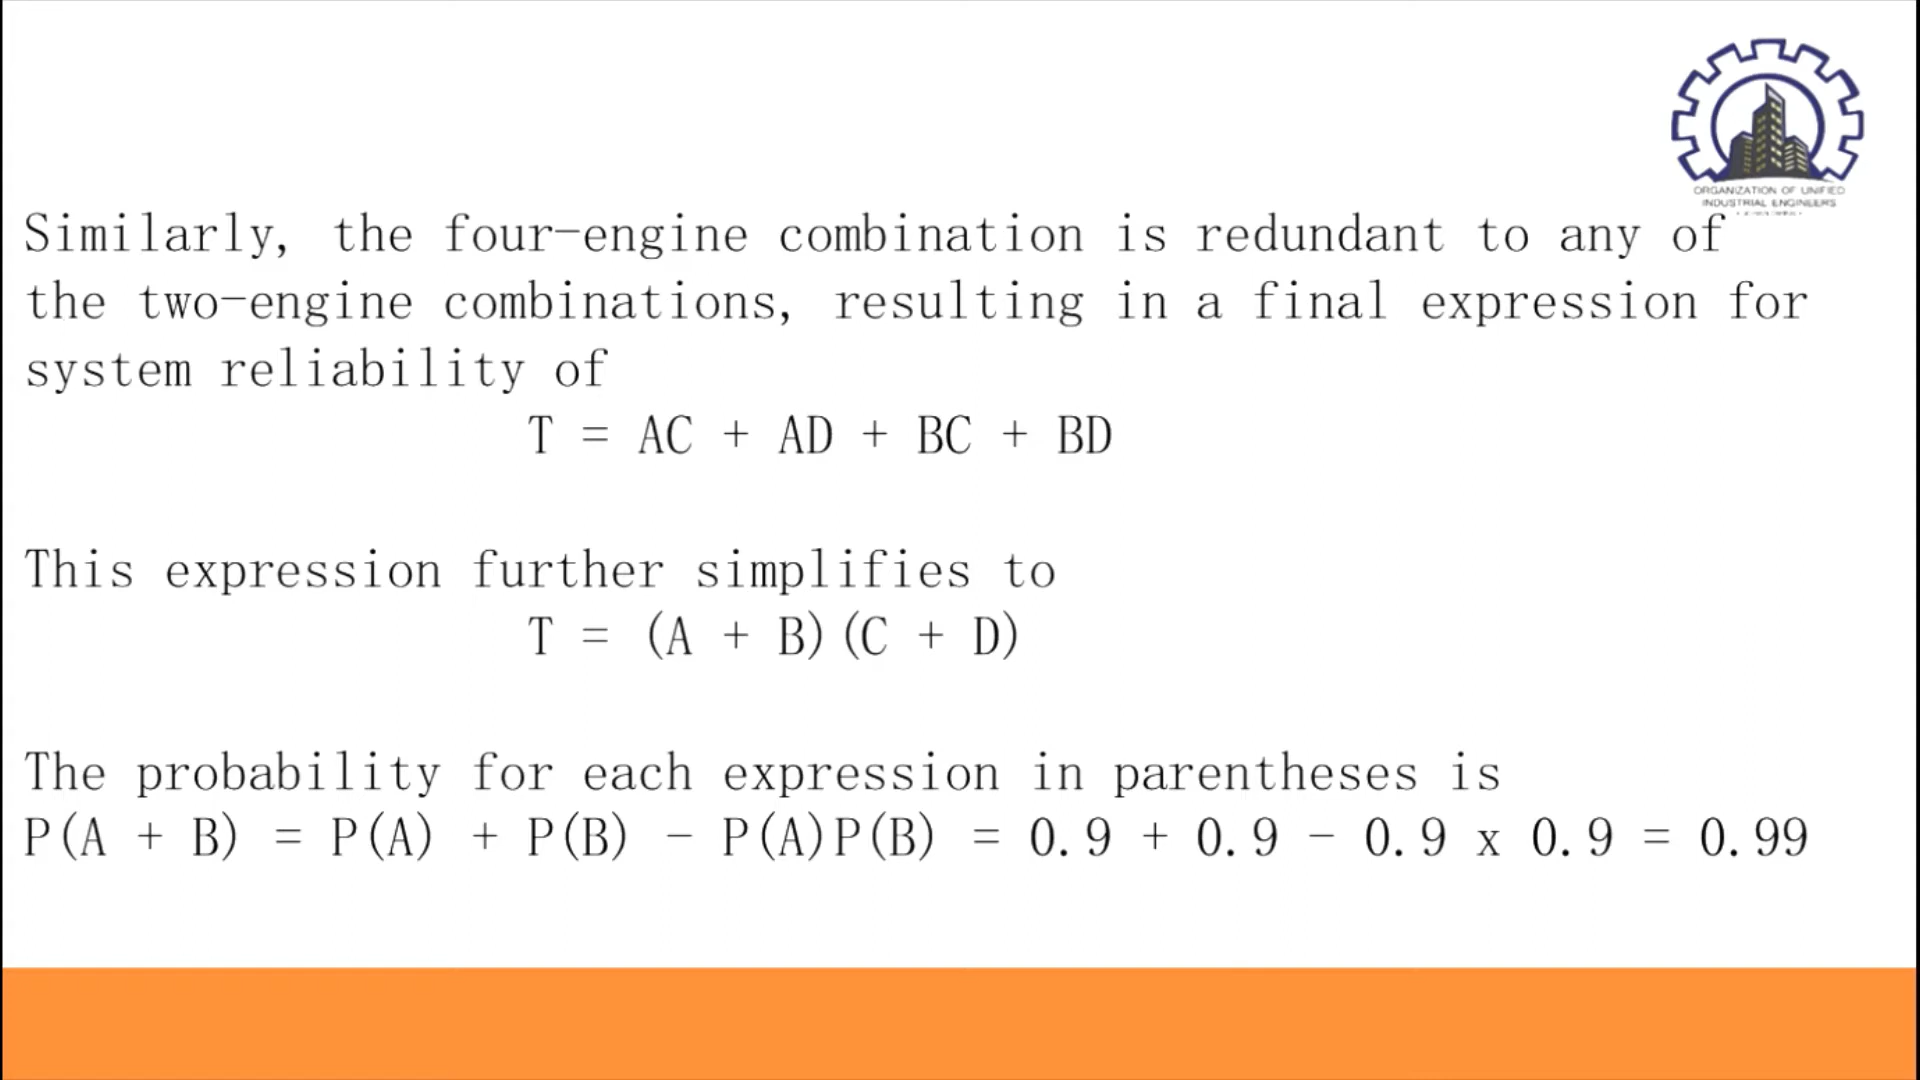 ORGANIZATION OF UNIFIED
INDUSTRIAL ENGINEERS
Similarly, the four-engine combination is redundant to any of
the two-engine combinations, resulting in a final expression for
system reliability of
T = AC + AD + BC + BD
This expression further simplifies to
T = (A + B)(C + D)
The probability for each expression in parentheses is
P(A + B) = P(A) + P(B) - P(A)P(B) = 0.9 + 0.9 - 0.9 x 0.9 = 0.99